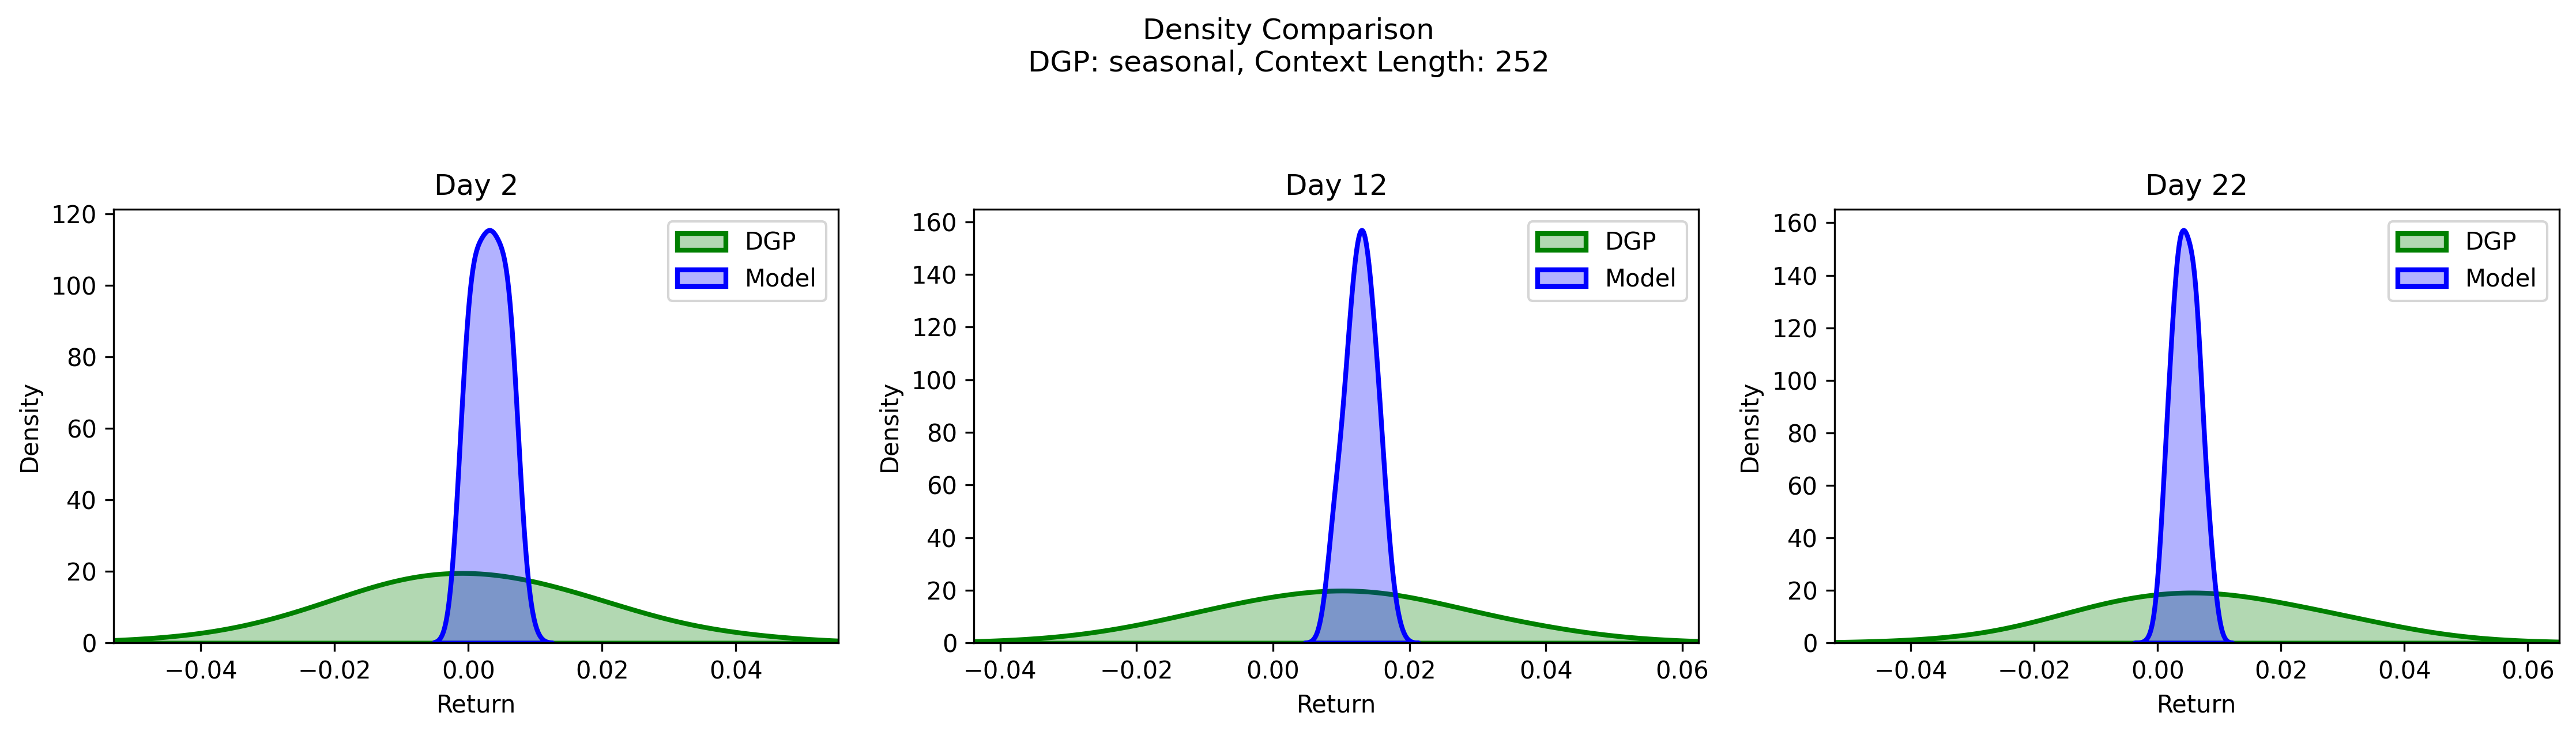 Density Comparison
DGP: seasonal, Context Length: 252
Day 2
120
100
80
60
40
20
0
Density
−0.04 −0.02 0.00 0.02 0.04
Return
DGP
Model
Day 12
160
140
120
100
80
60
40
20
0
Density
−0.04 −0.02 0.00 0.02 0.04 0.06
Return
DGP
Model
Day 22
160
140
120
100
80
60
40
20
0
Density
−0.04 −0.02 0.00 0.02 0.04 0.06
Return
DGP
Model